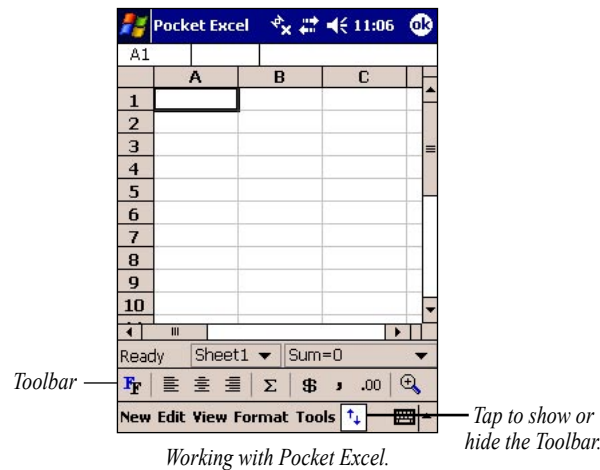 Pocket Excel 11:06 ok
A1
A B C
1
2
3
4
5
6
7
8
9
10
Ready Sheet1 Sum=0
Toolbar
FF Σ $ , .00
New Edit View Format Tools
Tap to show or
hide the Toolbar.
Working with Pocket Excel.